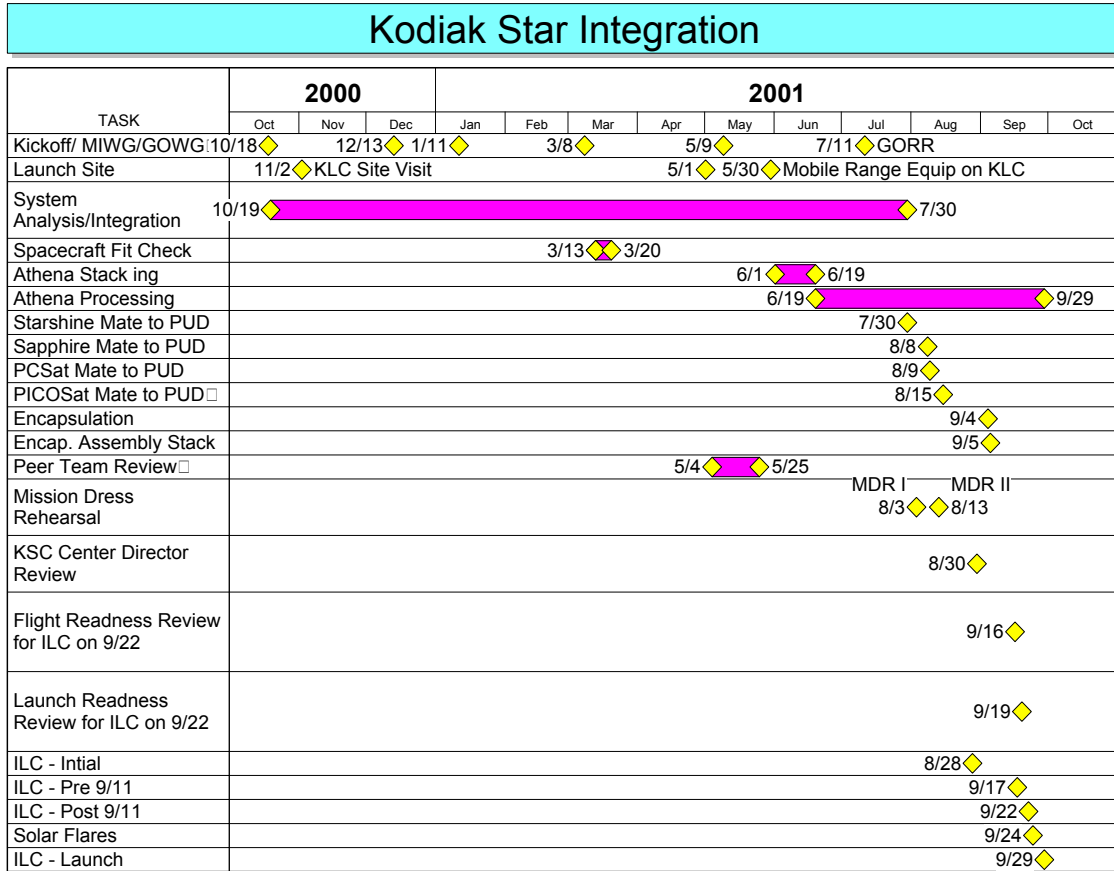 Kodiak Star Integration
TASK
2000
2001
Oct Nov Dec Jan Feb Mar Apr May Jun Jul Aug Sep Oct
Kickoff/ MIWG/GOWG 10/18 12/13 1/11 3/8 5/9 7/11 GORR
Launch Site 11/2 KLC Site Visit 5/1 5/30 Mobile Range Equip on KLC
System
Analysis/Integration 10/19 7/30
Spacecraft Fit Check 3/13 3/20
Athena Stack ing 6/1 6/19
Athena Processing 6/19 9/29
Starshine Mate to PUD 7/30
Sapphire Mate to PUD 8/8
PCSat Mate to PUD 8/9
PICOSat Mate to PUD 8/15
Encapsulation 9/4
Encap. Assembly Stack 9/5
Peer Team Review 5/4 5/25
MDR I MDR II
Mission Dress
Rehearsal 8/3 8/13
KSC Center Director
Review 8/30
Flight Readness Review
for ILC on 9/22 9/16
Launch Readness
Review for ILC on 9/22 9/19
ILC - Intial 8/28
ILC - Pre 9/11 9/17
ILC - Post 9/11 9/22
Solar Flares 9/24
ILC - Launch 9/29